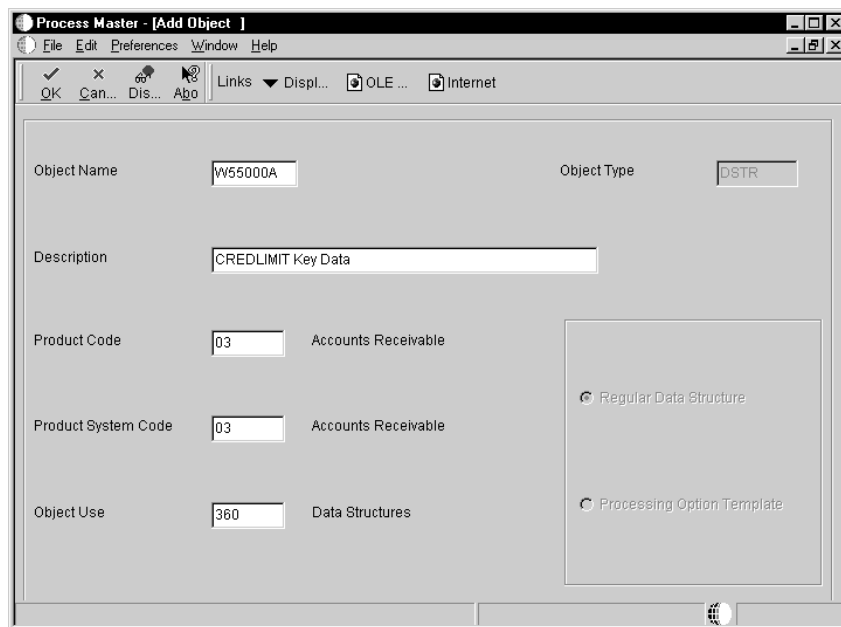 Process Master - [Add Object  ]
File Edit Preferences Window Help
OK Can... Dis... Abo Links Displ... OLE ... Internet
Object Name W55000A Object Type DSTR
Description CREDLIMIT Key Data
Product Code 03 Accounts Receivable
Regular Data Structure
Product System Code 03 Accounts Receivable
Processing Option Template
Object Use 360 Data Structures